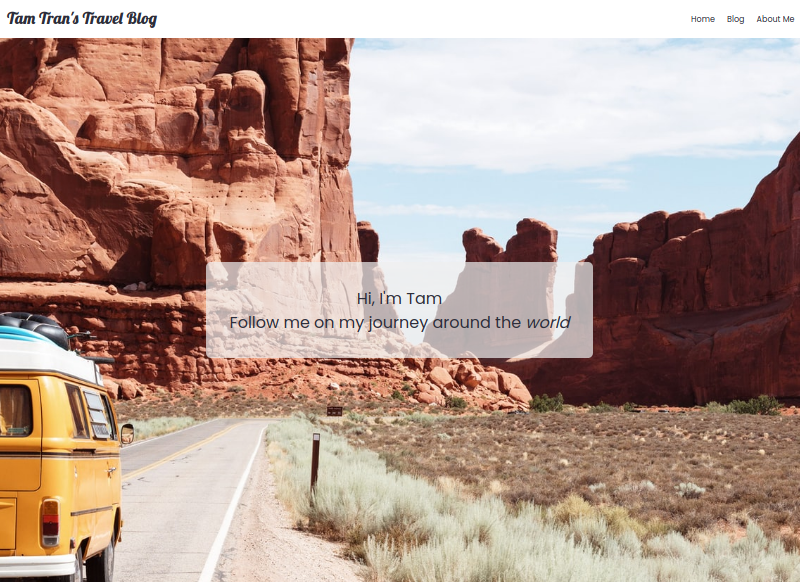 Tam Tran's Travel Blog
Home Blog About Me
Hi, I'm Tam
Follow me on my journey around the world